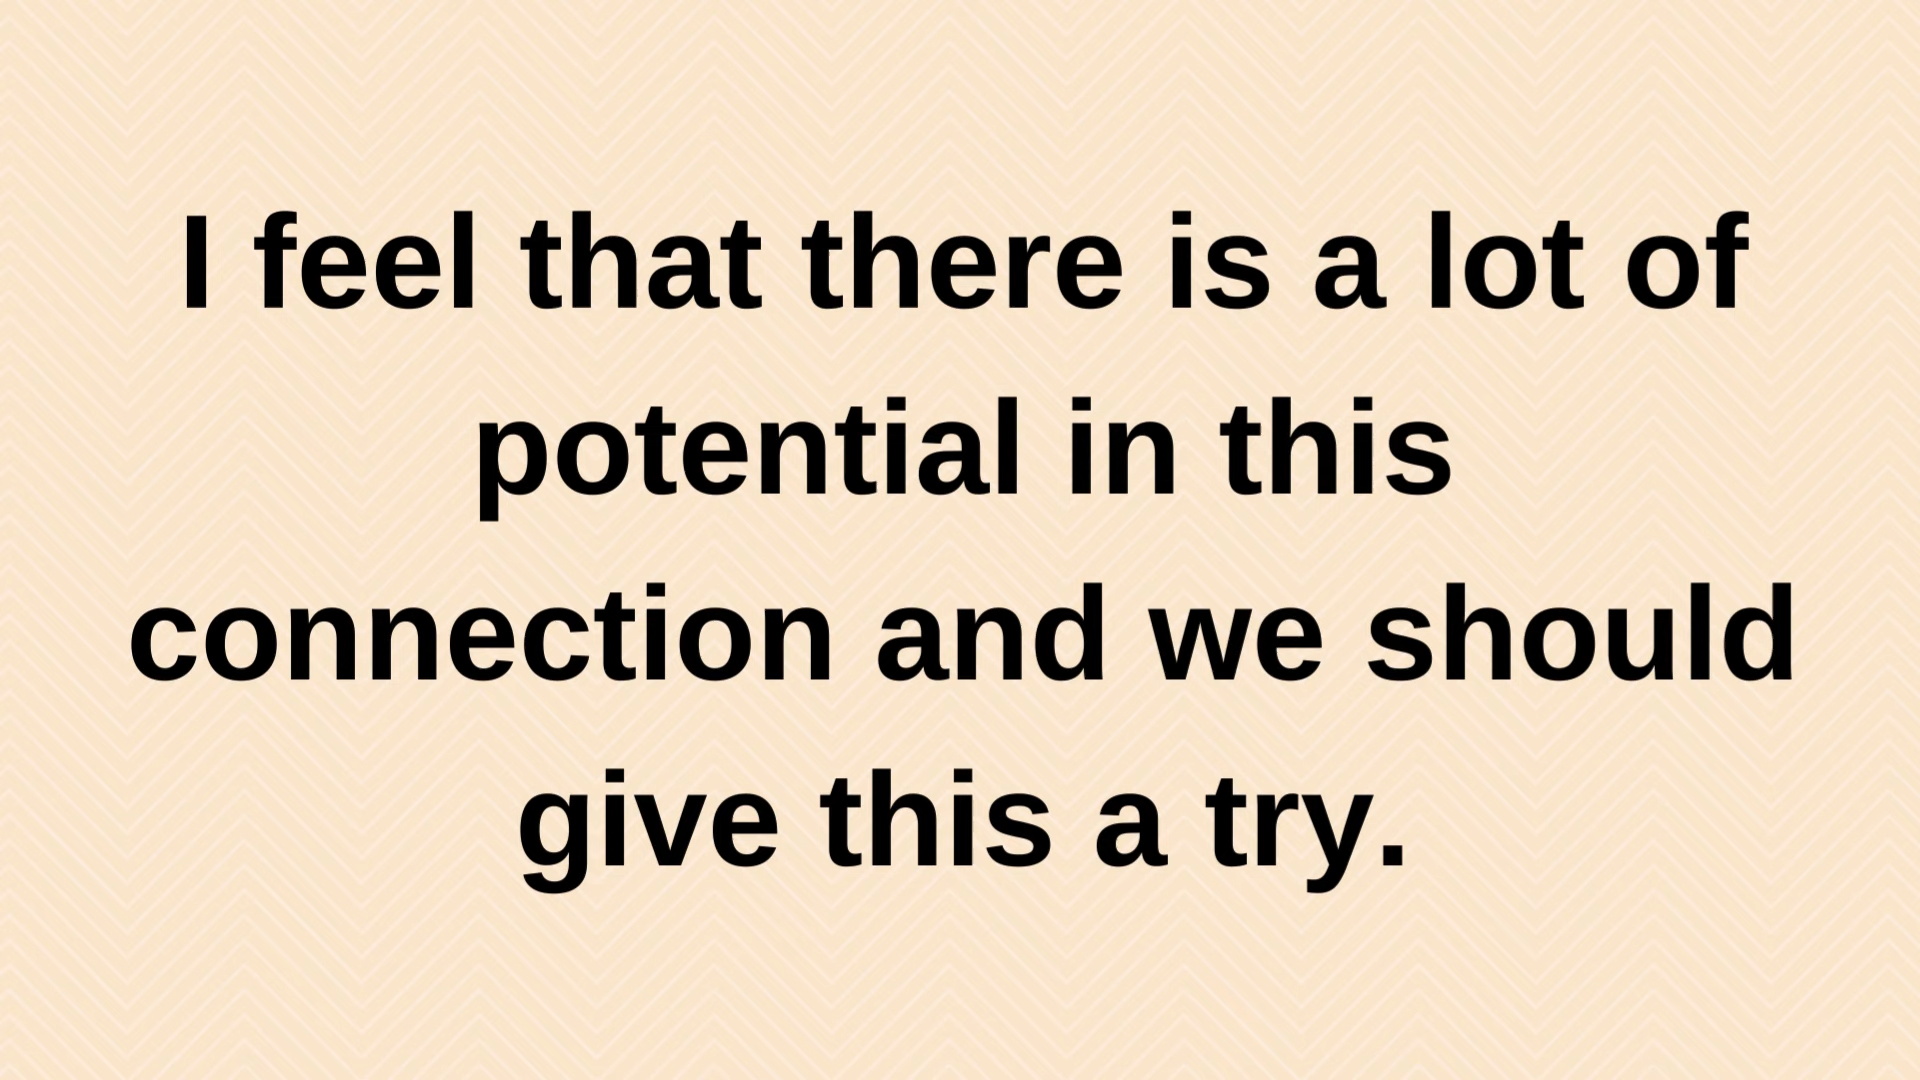 I feel that there is a lot of
potential in this
connection and we should
give this a try.